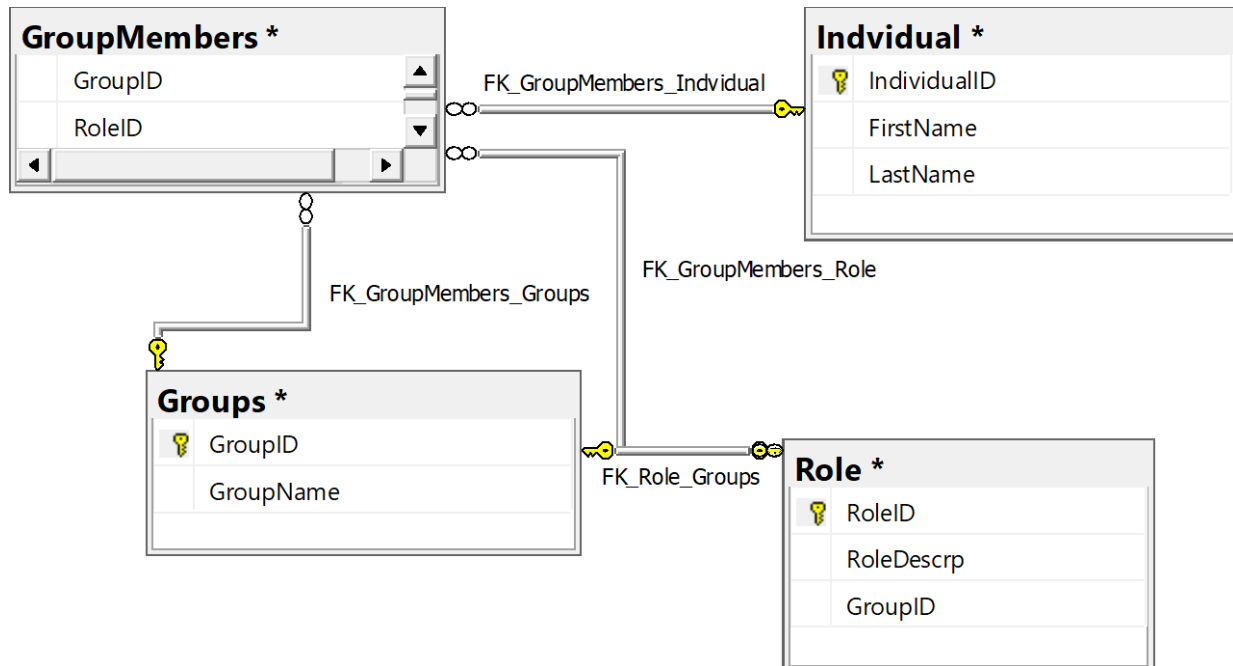 GroupMembers *
GroupID
RoleID
FK_GroupMembers_Indvidual
Indvidual *
IndividualID
FirstName
LastName
FK_GroupMembers_Role
FK_GroupMembers_Groups
Groups *
GroupID
GroupName
FK_Role_Groups
Role *
RoleID
RoleDescrp
GroupID